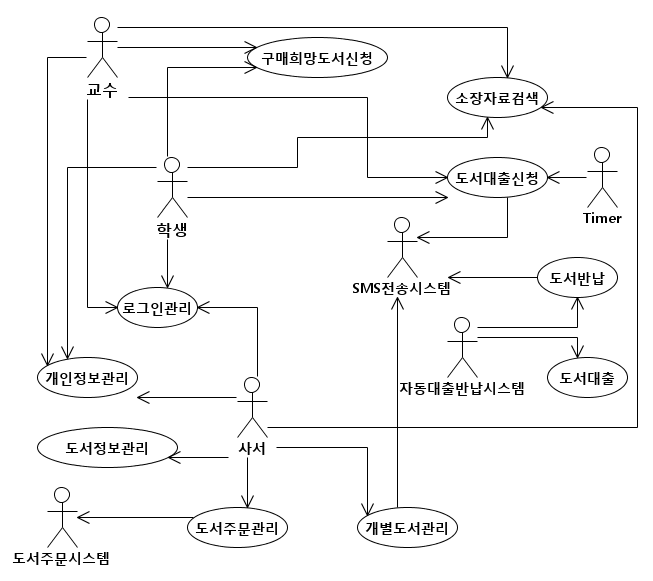 구매희망도서신청
교수
소장자료검색
도서대출신청
Timer
학생
SMS전송시스템
도서반납
로그인관리
개인정보관리
자동대출반납시스템
도서대출
도서정보관리
사서
도서주문관리
개별도서관리
도서주문시스템